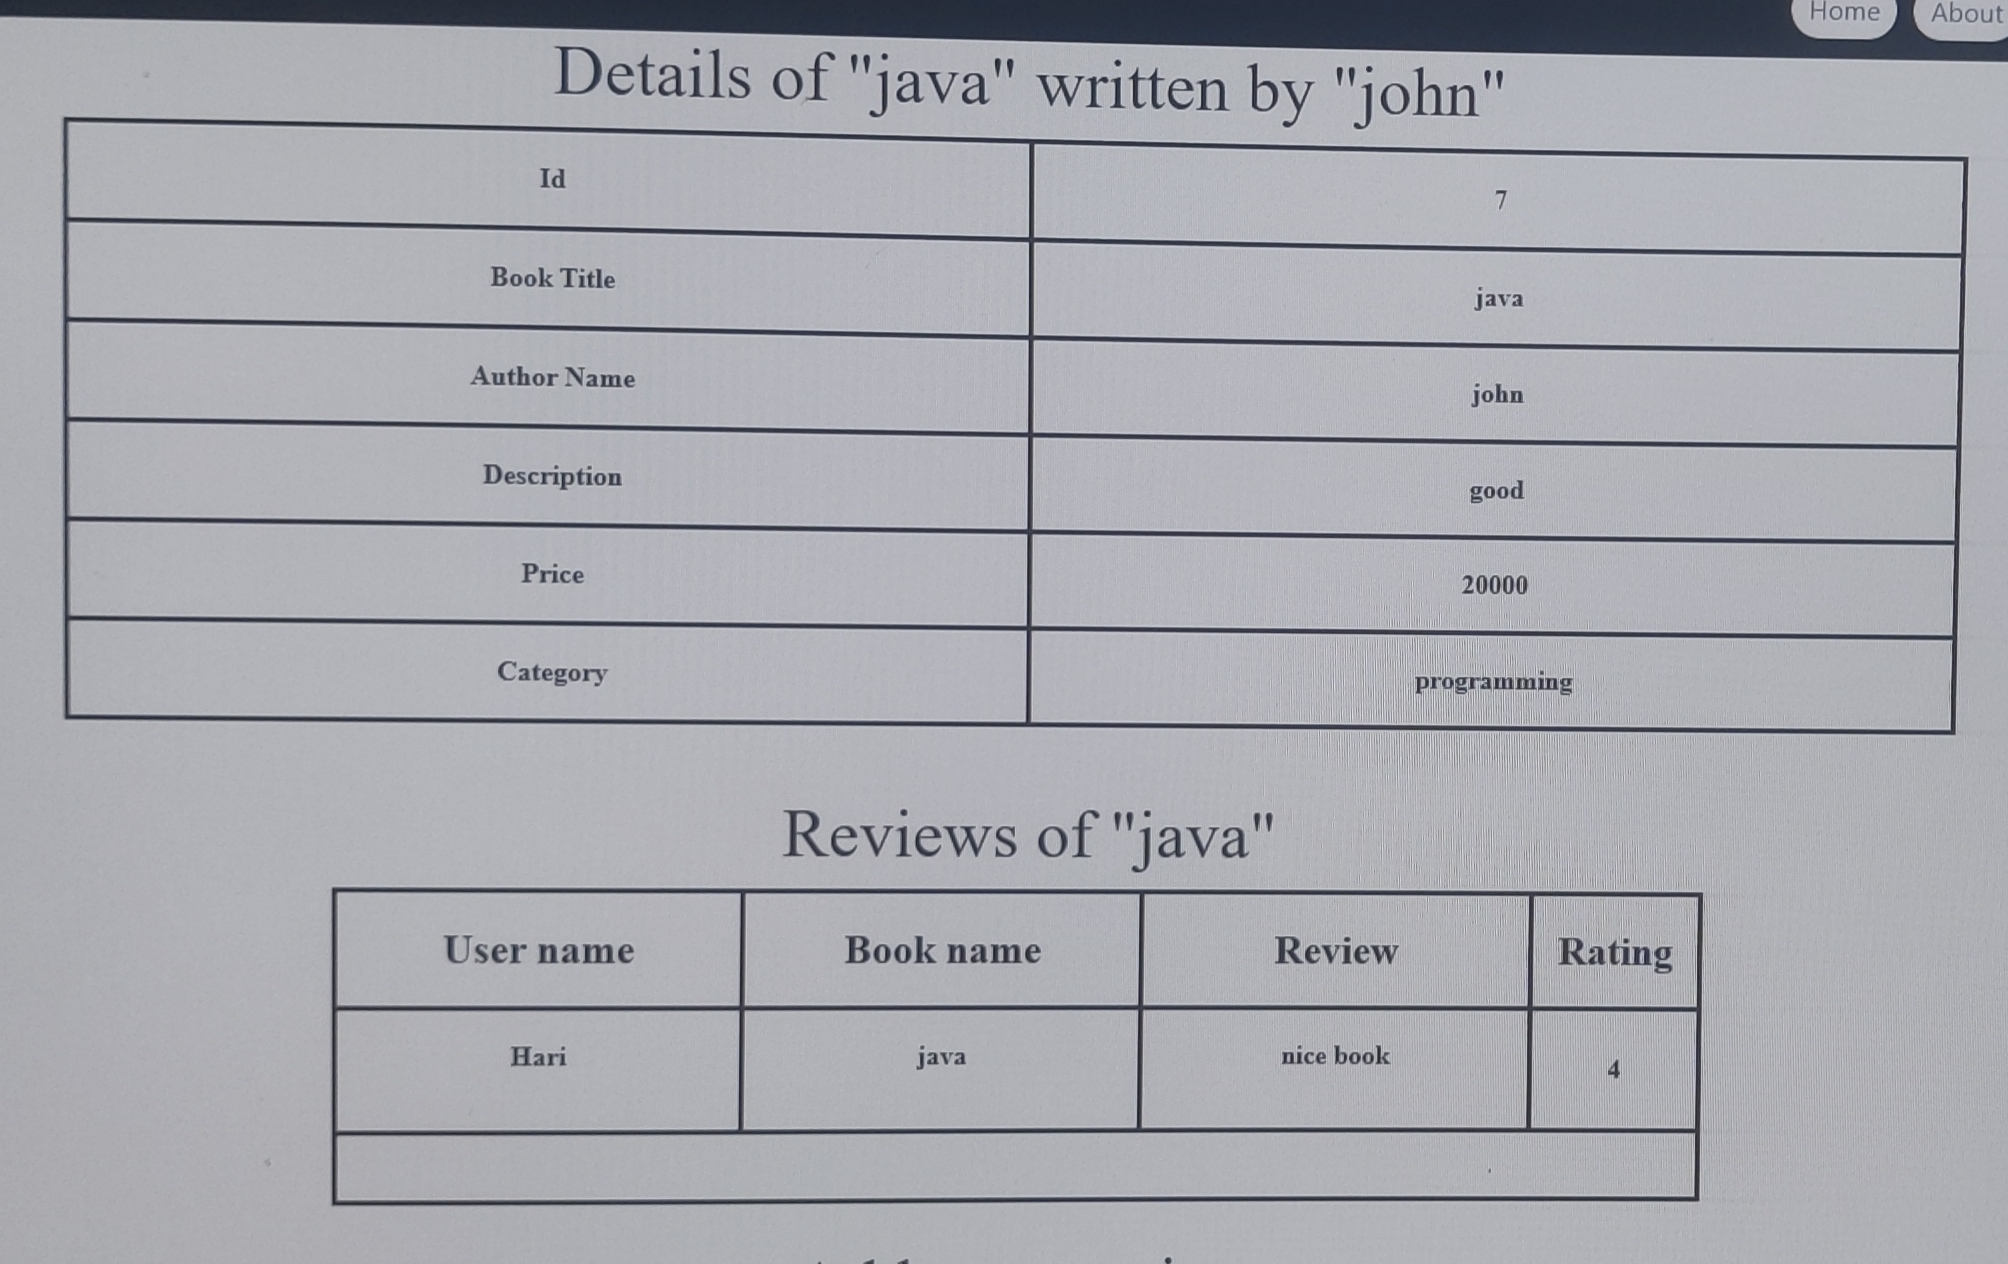 Home About
Details of "java" written by "john"
Id 7
Book Title java
Author Name john
Description good
Price 20000
Category programming
Reviews of "java"
User name Book name Review Rating
Hari java nice book 4